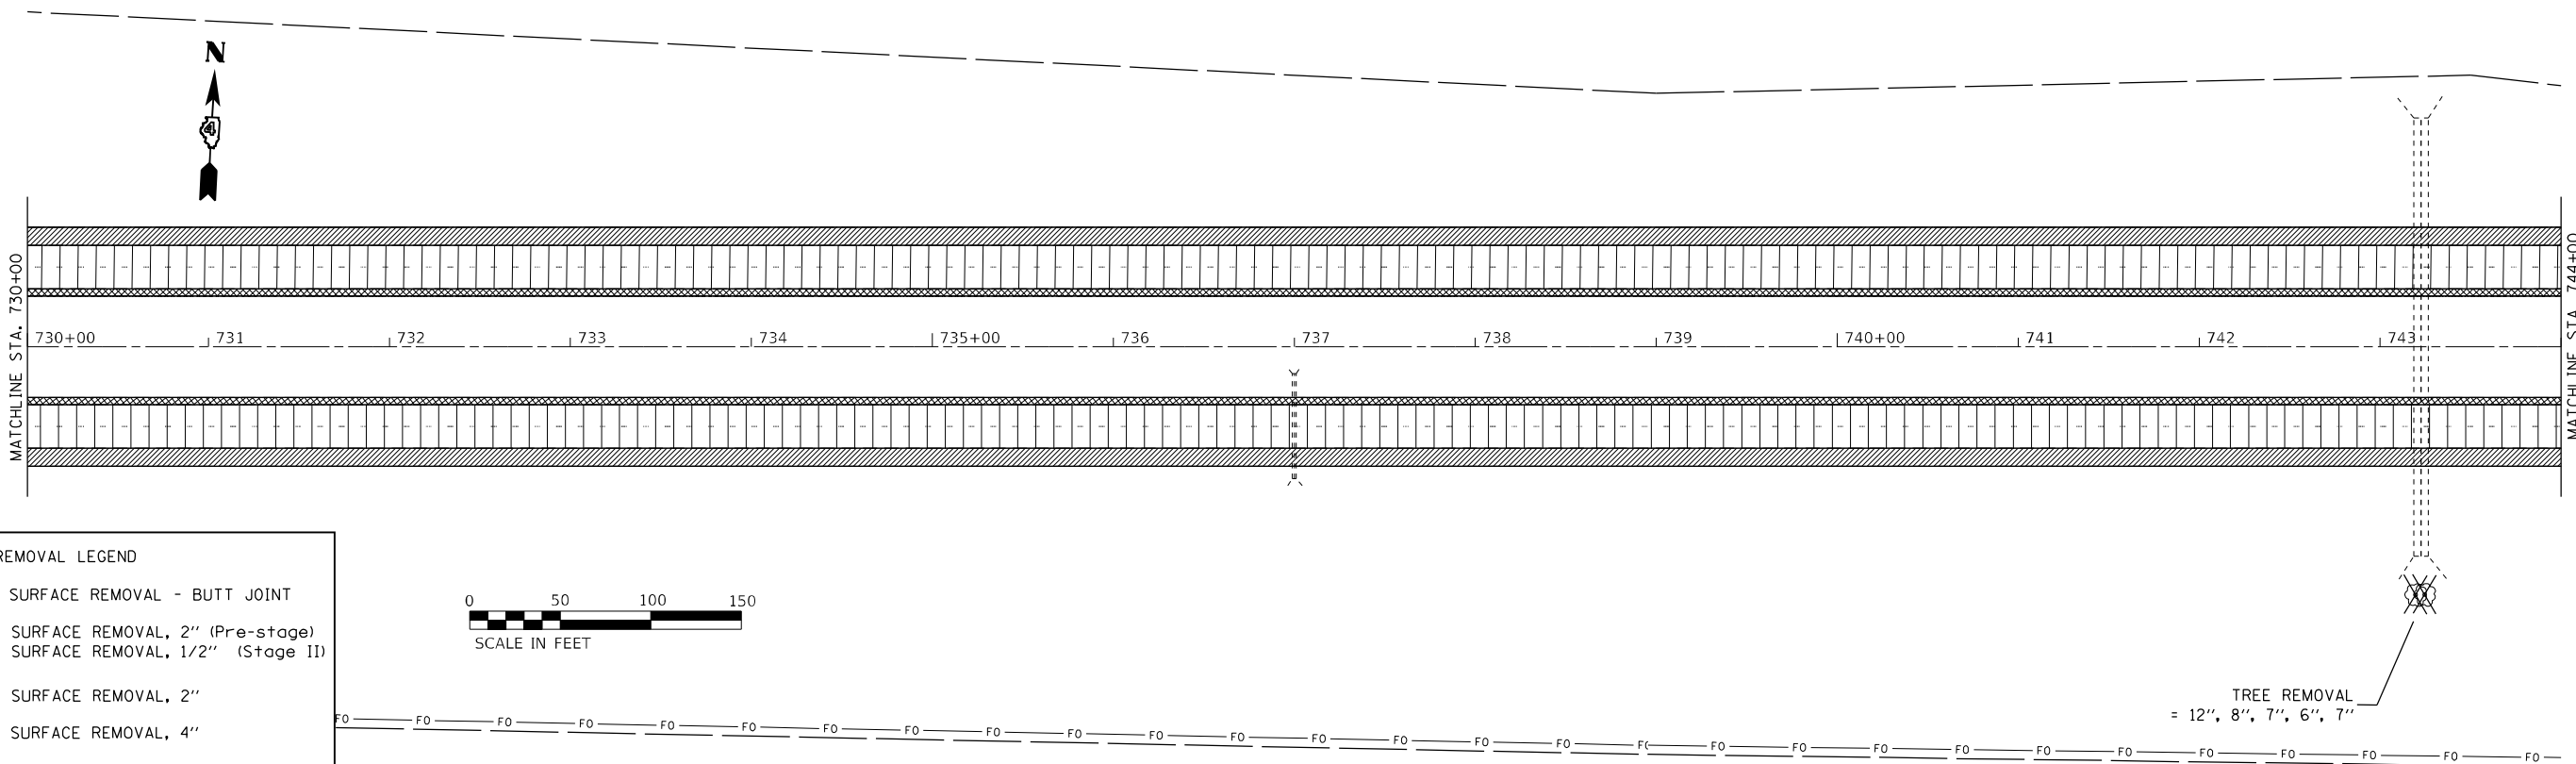 N
4
MATCHLINE STA. 730+00
MATCHLINE STA. 744+00
730+00 731 732 733 734 735+00 736 737 738 739 740+00 741 742 743
REMOVAL LEGEND
SURFACE REMOVAL - BUTT JOINT
SURFACE REMOVAL, 2" (Pre-stage)
SURFACE REMOVAL, 1/2" (Stage II)
SURFACE REMOVAL, 2"
SURFACE REMOVAL, 4"
0 50 100 150
SCALE IN FEET
TREE REMOVAL
= 12", 8", 7", 6", 7"
FO FO FO FO FO FO FO FO FO FO FO FO FO FO FO FO FO FO FO FO FO FO FO FO FO FO FO FO